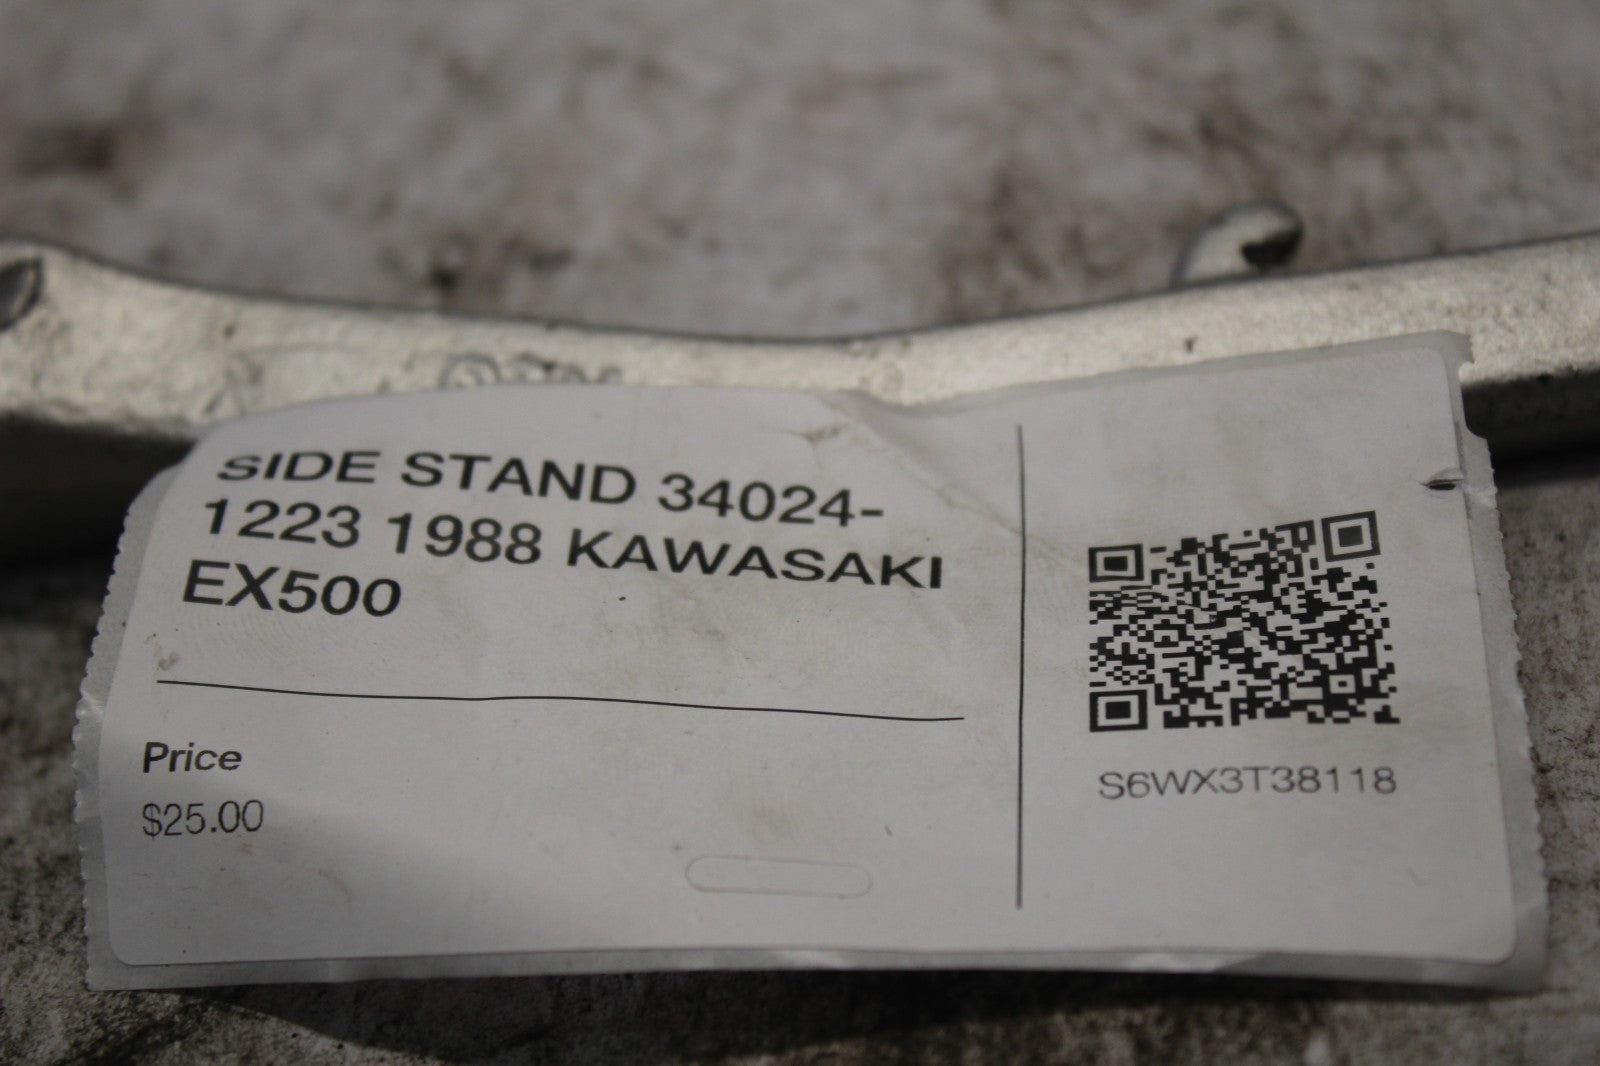 SIDE STAND 34024-
1223 1988 KAWASAKI
EX500
Price
$25.00
S6WX3T38118